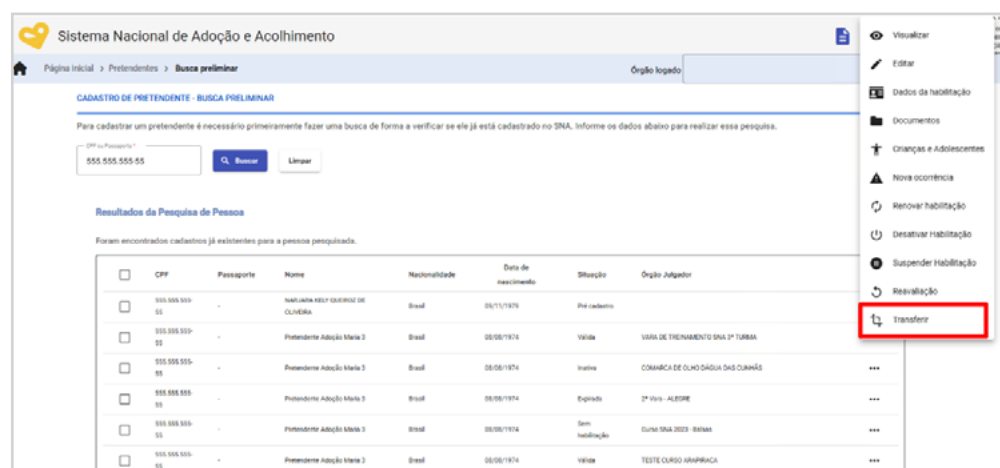 Sistema Nacional de Adoção e Acolhimento
Página inicial > Pretendentes > Busca preliminar
Órgão logado
CADASTRO DE PRETENDENTE - BUSCA PRELIMINAR
Para cadastrar um pretendente é necessário primeiramente fazer uma busca de forma a verificar se ele já está cadastrado no SNA. Informe os dados abaixo para realizar essa pesquisa.
CPF ou Passaporte *
555.555.555-55
Buscar
Limpar
Resultados da Pesquisa de Pessoa
Foram encontrados cadastros já existentes para a pessoa pesquisada.
CPF Passaporte Nome Nacionalidade Data de nascimento Situação Órgão Julgador
555.555.555-55 - KELY QUEIROZ DE OLIVEIRA Brasil 09/11/1979 Pré cadastro
555.555.555-55 - Pretendente Adoção Maria 3 Brasil 08/08/1974 Válida VARA DE TREINAMENTO SNA 3ª TURMA
555.555.555-55 - Pretendente Adoção Maria 3 Brasil 08/08/1974 Inativa COMARCA DE OLHO DÁGUA DAS CUNHÃS
555.555.555-55 - Pretendente Adoção Maria 3 Brasil 08/08/1974 Expirada 2ª Vara - ALEGRE
555.555.555-55 - Pretendente Adoção Maria 3 Brasil 08/08/1974 Sem habilitação Curso SNA 2023 - Balsas
555.555.555-55 - Pretendente Adoção Maria 3 Brasil 08/08/1974 Válida TESTE CURSO ARAPIRACA
Visualizar
Editar
Dados da habilitação
Documentos
Crianças e Adolescentes
Nova ocorrência
Renovar habilitação
Desativar Habilitação
Suspender Habilitação
Reavaliação
Transferir